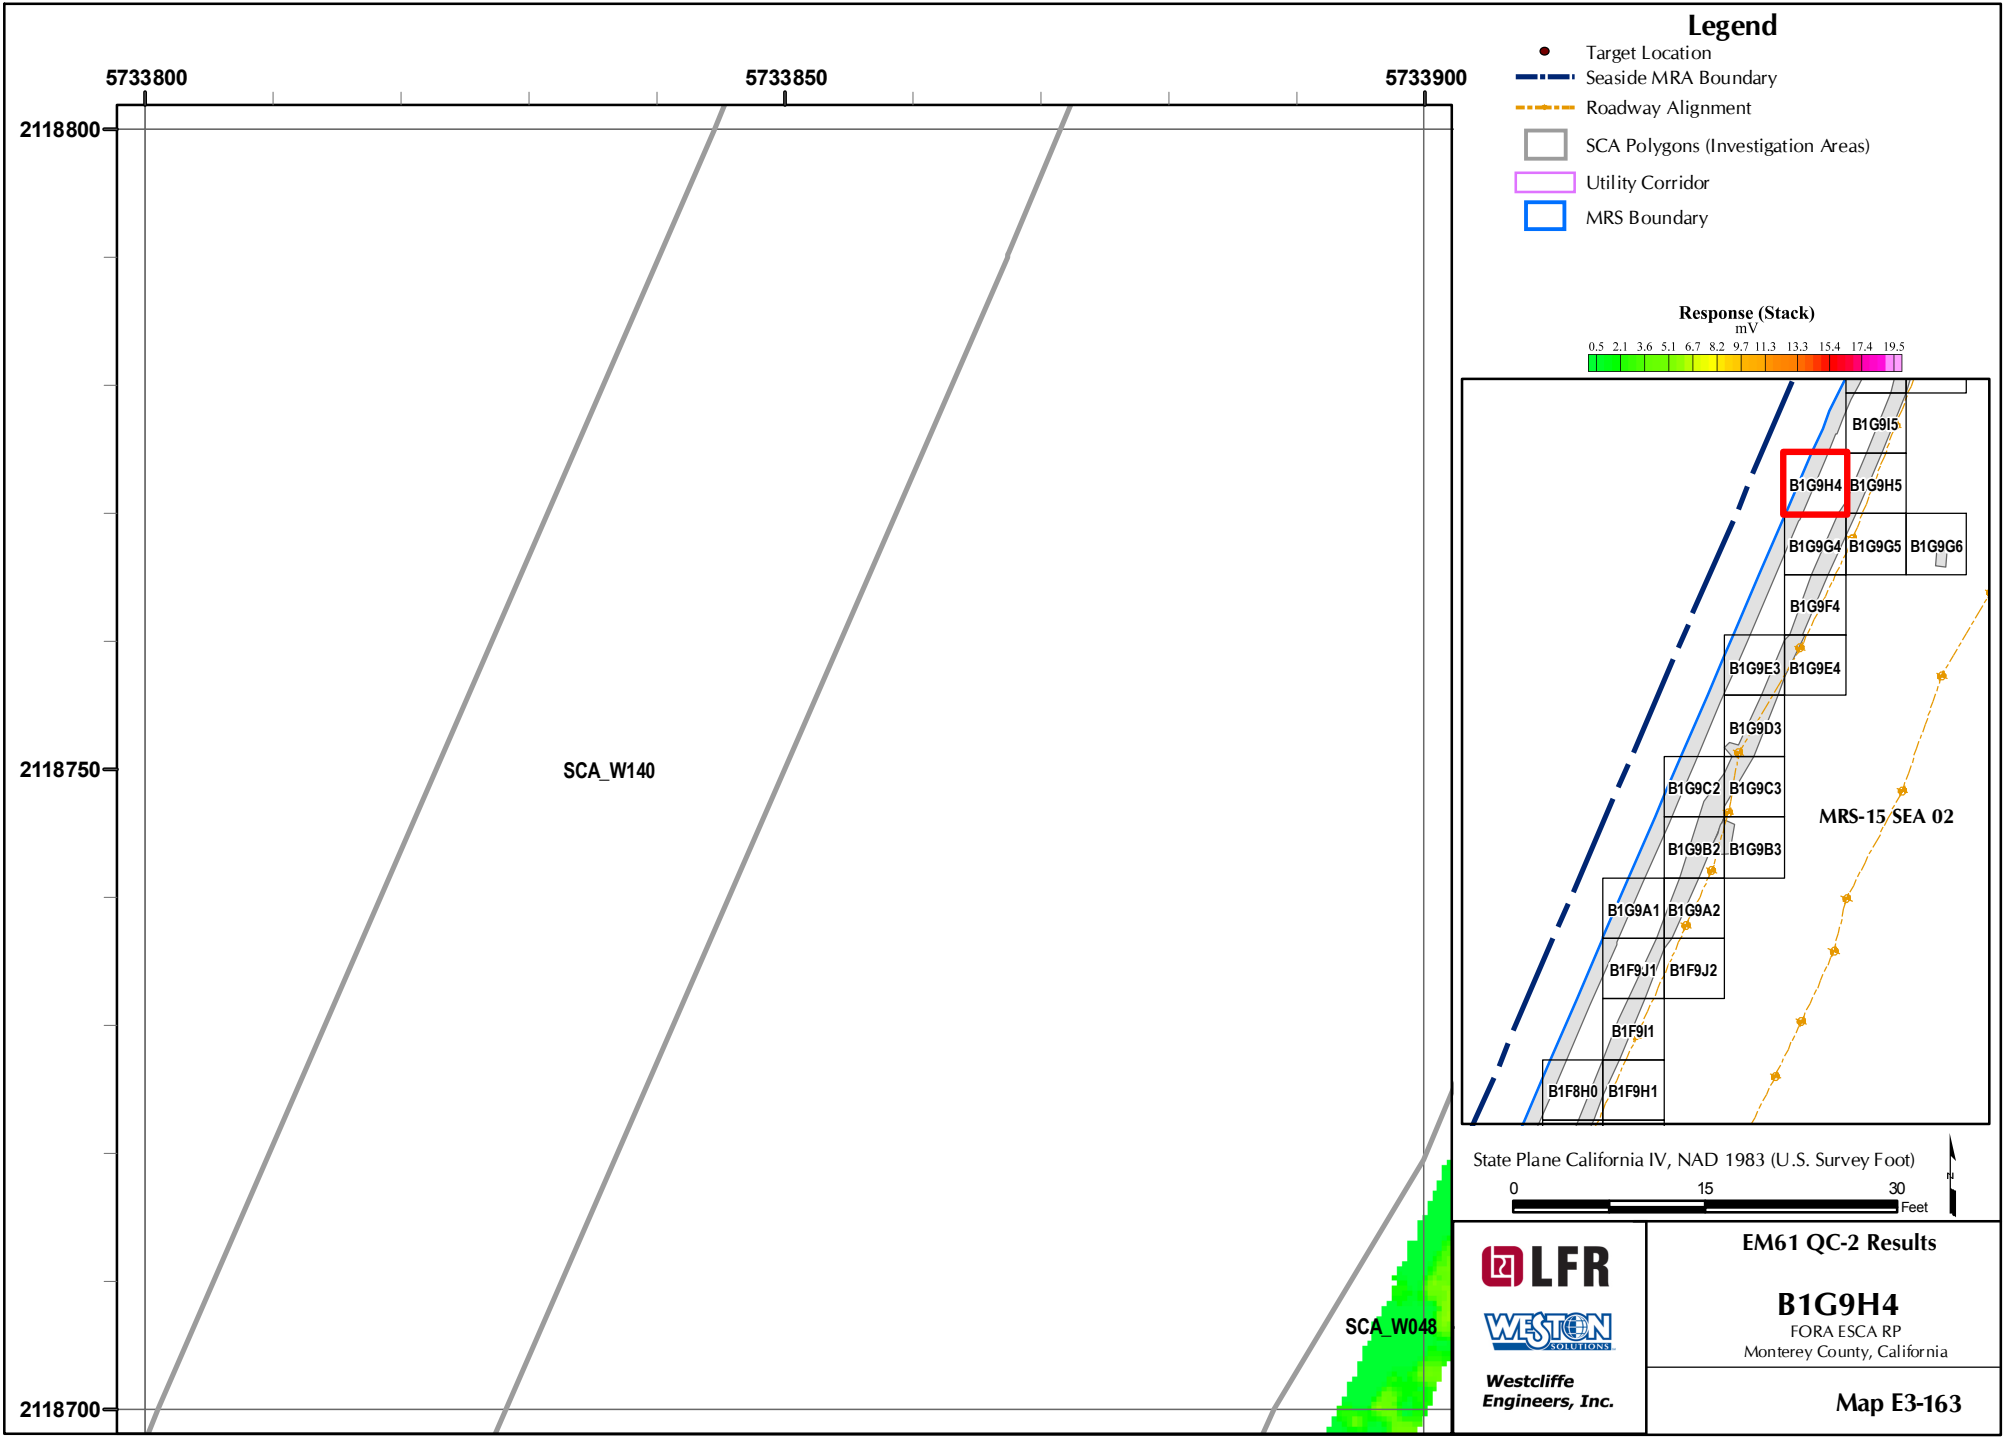 5733800
5733850
5733900
2118800
2118750
2118700
SCA_W140
SCA_W048
Legend
Target Location
Seaside MRA Boundary
Roadway Alignment
SCA Polygons (Investigation Areas)
Utility Corridor
MRS Boundary
Response (Stack)
mV
0.5 2.1 3.6 5.1 6.7 8.2 9.7 11.3 13.3 15.4 17.4 19.5
B1G9I5
B1G9H4 B1G9H5
B1G9G4 B1G9G5 B1G9G6
B1G9F4
B1G9E3 B1G9E4
B1G9D3
B1G9C2 B1G9C3
MRS-15 SEA 02
B1G9B2 B1G9B3
B1G9A1 B1G9A2
B1F9J1 B1F9J2
B1F9I1
B1F8H0 B1F9H1
State Plane California IV, NAD 1983 (U.S. Survey Foot)
N
0 15 30
Feet
LFR
WESTON
SOLUTIONS
Westcliffe
Engineers, Inc.
EM61 QC-2 Results
B1G9H4
FORA ESCA RP
Monterey County, California
Map E3-163